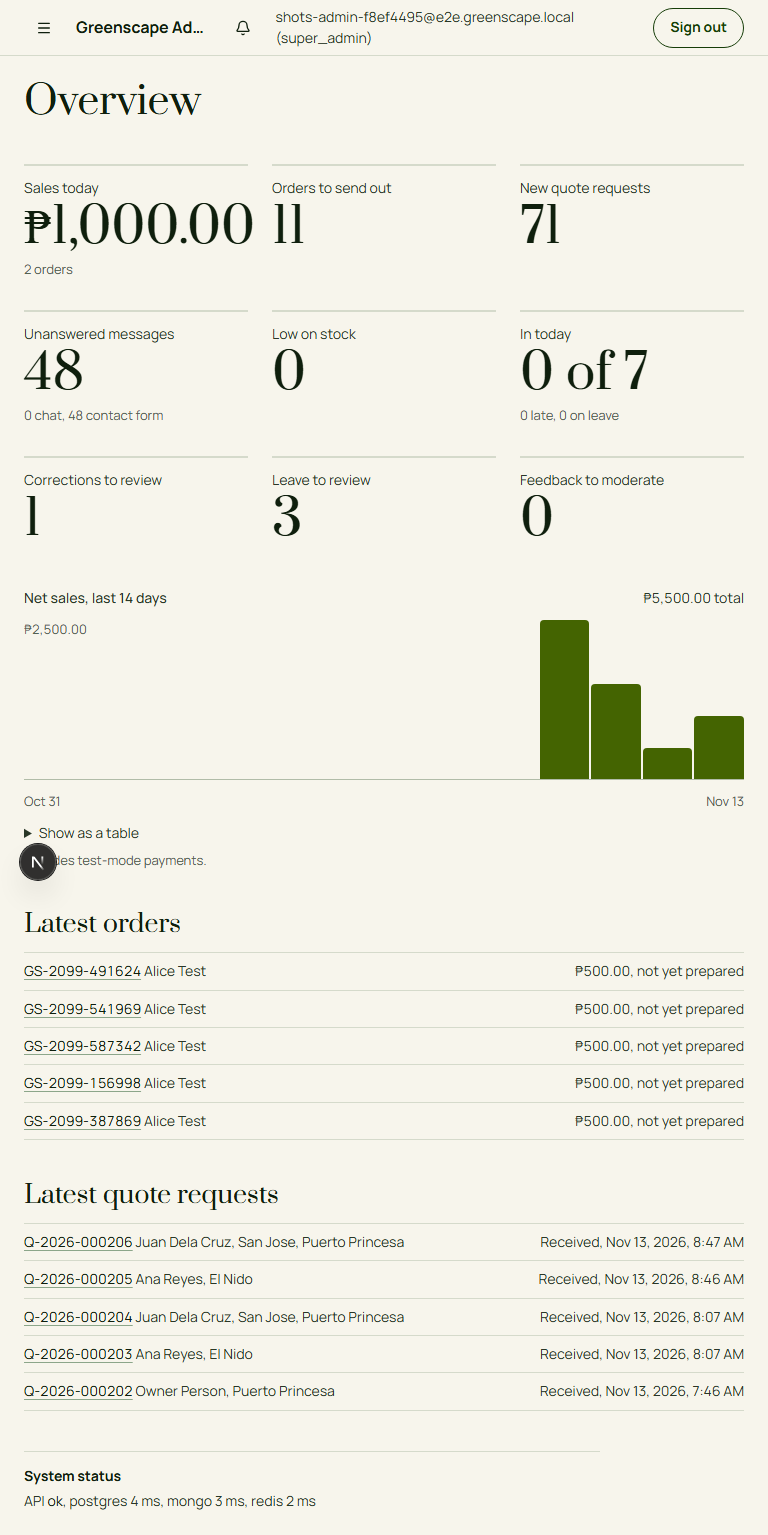 Greenscape Ad...
shots-admin-f8ef4495@e2e.greenscape.local
(super_admin)
Sign out
Overview
Sales today
₱1,000.00
2 orders
Orders to send out
11
New quote requests
71
Unanswered messages
48
0 chat, 48 contact form
Low on stock
0
In today
0 of 7
0 late, 0 on leave
Corrections to review
1
Leave to review
3
Feedback to moderate
0
Net sales, last 14 days
₱5,500.00 total
₱2,500.00
Oct 31
Nov 13
Show as a table
N
des test-mode payments.
Latest orders
GS-2099-491624 Alice Test
₱500.00, not yet prepared
GS-2099-541969 Alice Test
₱500.00, not yet prepared
GS-2099-587342 Alice Test
₱500.00, not yet prepared
GS-2099-156998 Alice Test
₱500.00, not yet prepared
GS-2099-387869 Alice Test
₱500.00, not yet prepared
Latest quote requests
Q-2026-000206 Juan Dela Cruz, San Jose, Puerto Princesa
Received, Nov 13, 2026, 8:47 AM
Q-2026-000205 Ana Reyes, El Nido
Received, Nov 13, 2026, 8:46 AM
Q-2026-000204 Juan Dela Cruz, San Jose, Puerto Princesa
Received, Nov 13, 2026, 8:07 AM
Q-2026-000203 Ana Reyes, El Nido
Received, Nov 13, 2026, 8:07 AM
Q-2026-000202 Owner Person, Puerto Princesa
Received, Nov 13, 2026, 7:46 AM
System status
API ok, postgres 4 ms, mongo 3 ms, redis 2 ms